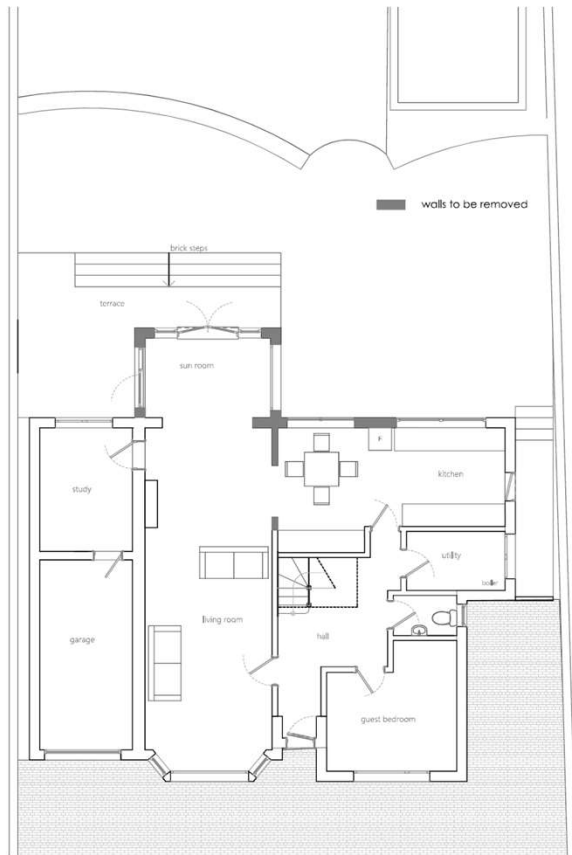 walls to be removed
brick steps
terrace
sun room
F
kitchen
study
utility
boiler
living room
hall
garage
guest bedroom